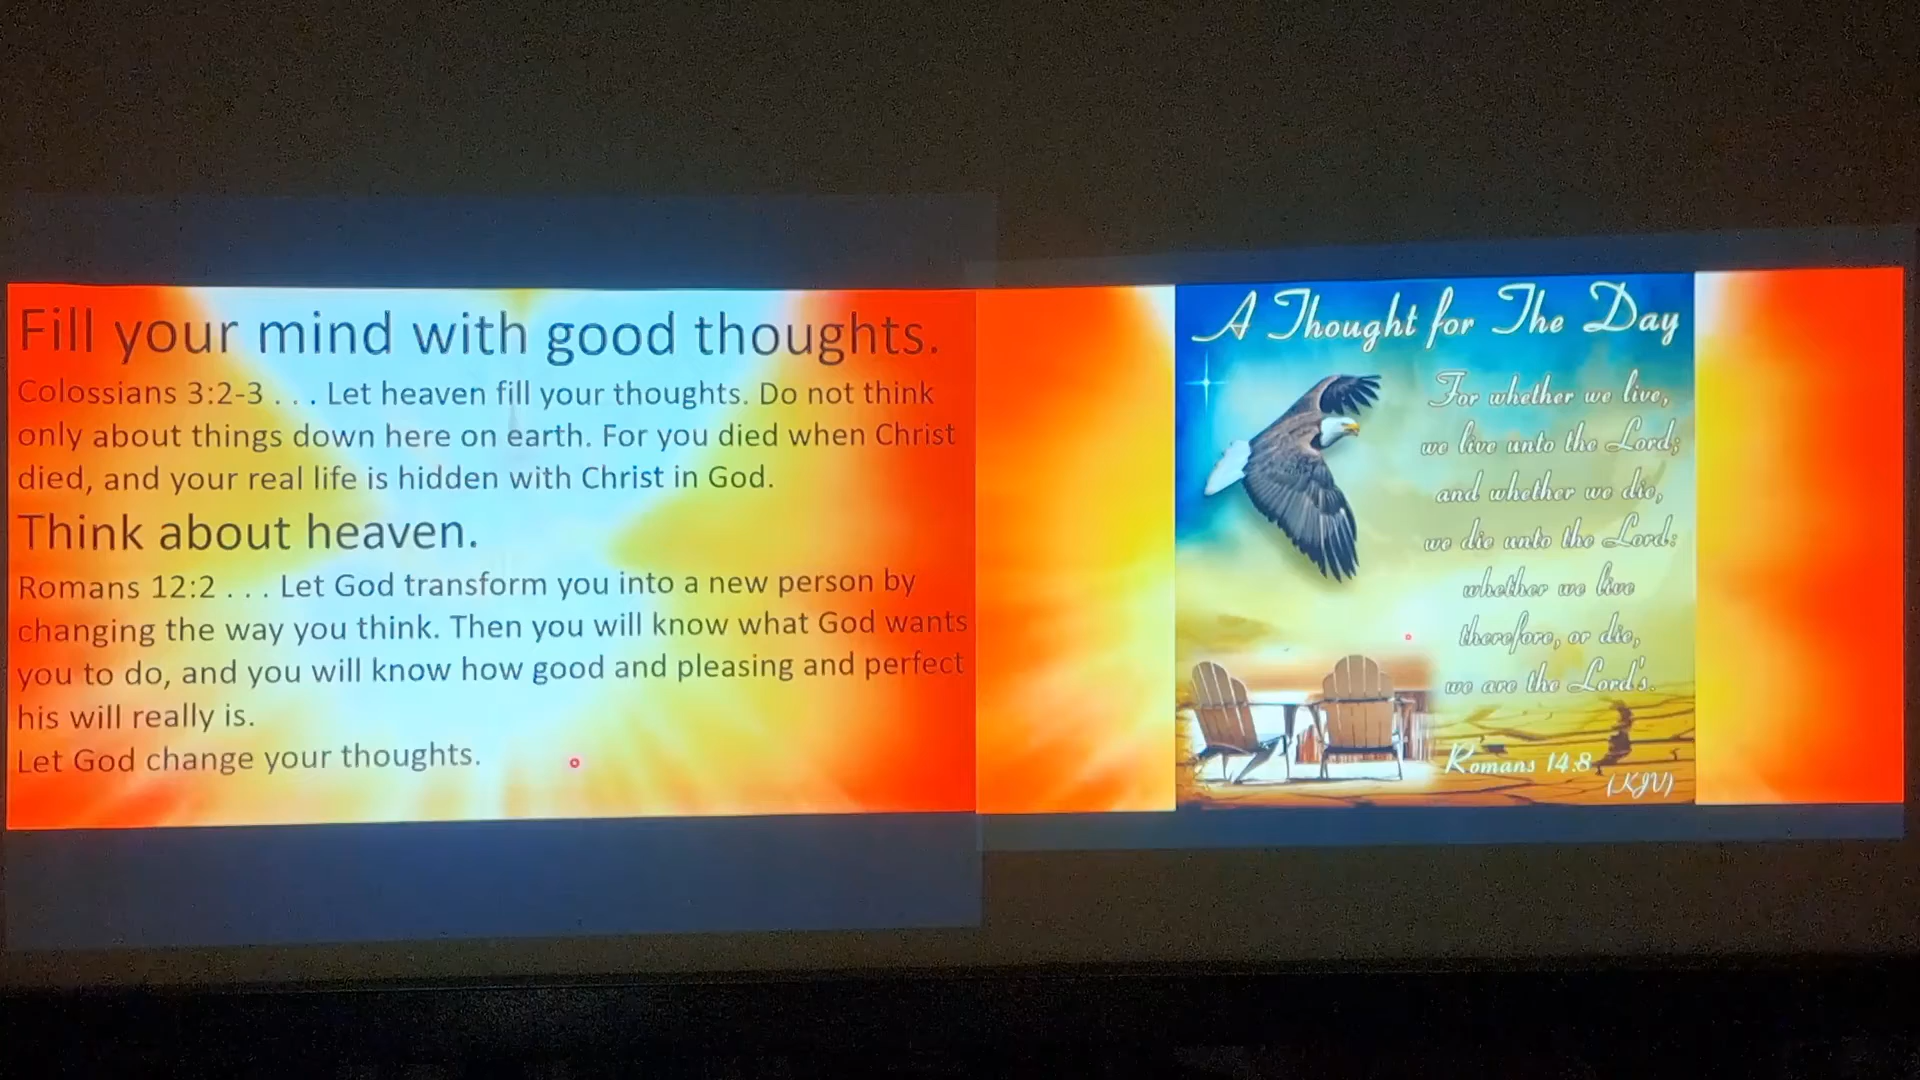 Fill your mind with good thoughts.
Colossians 3:2-3 . . . Let heaven fill your thoughts. Do not think
only about things down here on earth. For you died when Christ
died, and your real life is hidden with Christ in God.
Think about heaven.
Romans 12:2 . . . Let God transform you into a new person by
changing the way you think. Then you will know what God wants
you to do, and you will know how good and pleasing and perfect
his will really is.
Let God change your thoughts.
A Thought for The Day
For whether we live,
we live unto the Lord;
and whether we die,
we die unto the Lord:
whether we live
therefore, or die,
we are the Lord's.
Romans 14:8
(KJV)